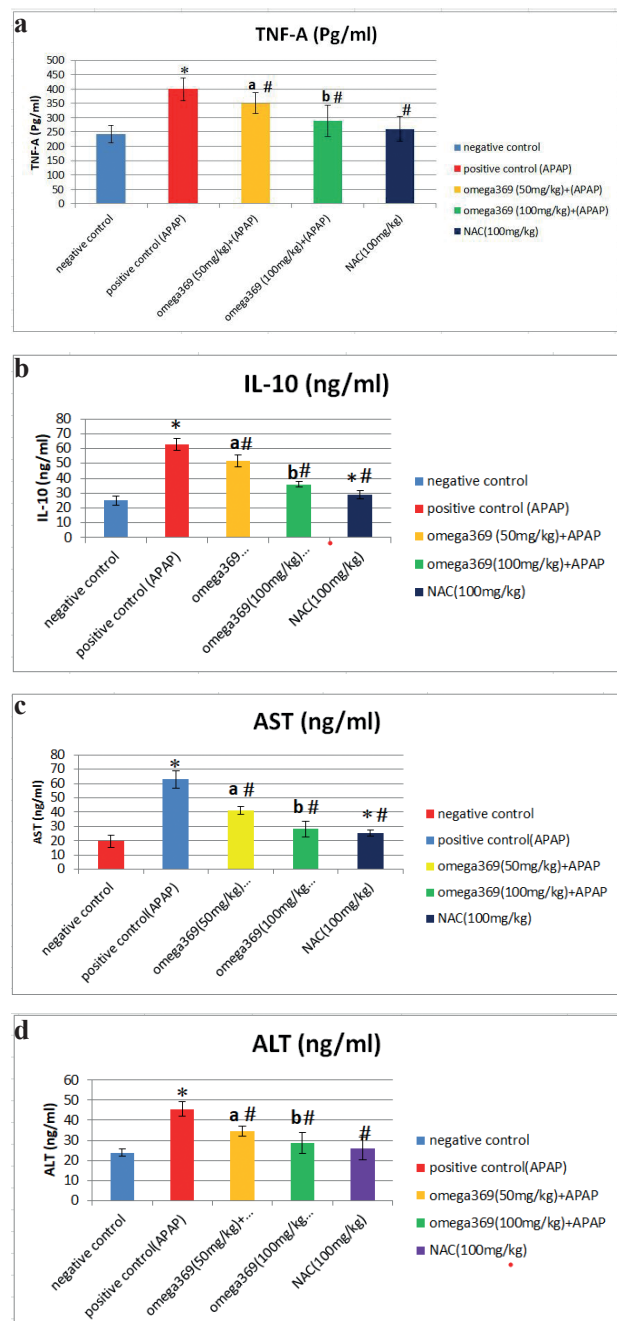 a
TNF-A (Pg/ml)
TNF-A (Pg/ml)
500
450
400
350
300
250
200
150
100
50
0
*
a #
b #
#
negative control
positive control (APAP)
omega369 (50mg/kg)+(APAP)
omega369 (100mg/kg)+(APAP)
NAC(100mg/kg)
negative control
positive control (APAP)
omega369 (50mg/kg)+(APAP)
omega369 (100mg/kg)+(APAP)
NAC(100mg/kg)
b
IL-10 (ng/ml)
IL-10 (ng/ml)
80
70
60
50
40
30
20
10
0
*
a#
b#
*#
negative control
positive control (APAP)
omega369...
omega369(100mg/kg)...
NAC(100mg/kg)
negative control
positive control (APAP)
omega369 (50mg/kg)+APAP
omega369(100mg/kg)+APAP
NAC(100mg/kg)
c
AST (ng/ml)
AST (ng/ml)
80
70
60
50
40
30
20
10
0
*
a #
b #
* #
negative control
positive control(APAP)
omega369(50mg/kg)...
omega369(100mg/kg...
NAC(100mg/kg)
negative control
positive control(APAP)
omega369(50mg/kg)+APAP
omega369(100mg/kg)+APAP
NAC(100mg/kg)
d
ALT (ng/ml)
ALT (ng/ml)
60
50
40
30
20
10
0
*
a #
b#
#
negative control
positive control(APAP)
omega369(50mg/kg)+...
omega369(100mg/kg...
NAC(100mg/kg)
negative control
positive control(APAP)
omega369(50mg/kg)+APAP
omega369(100mg/kg)+APAP
NAC(100mg/kg)